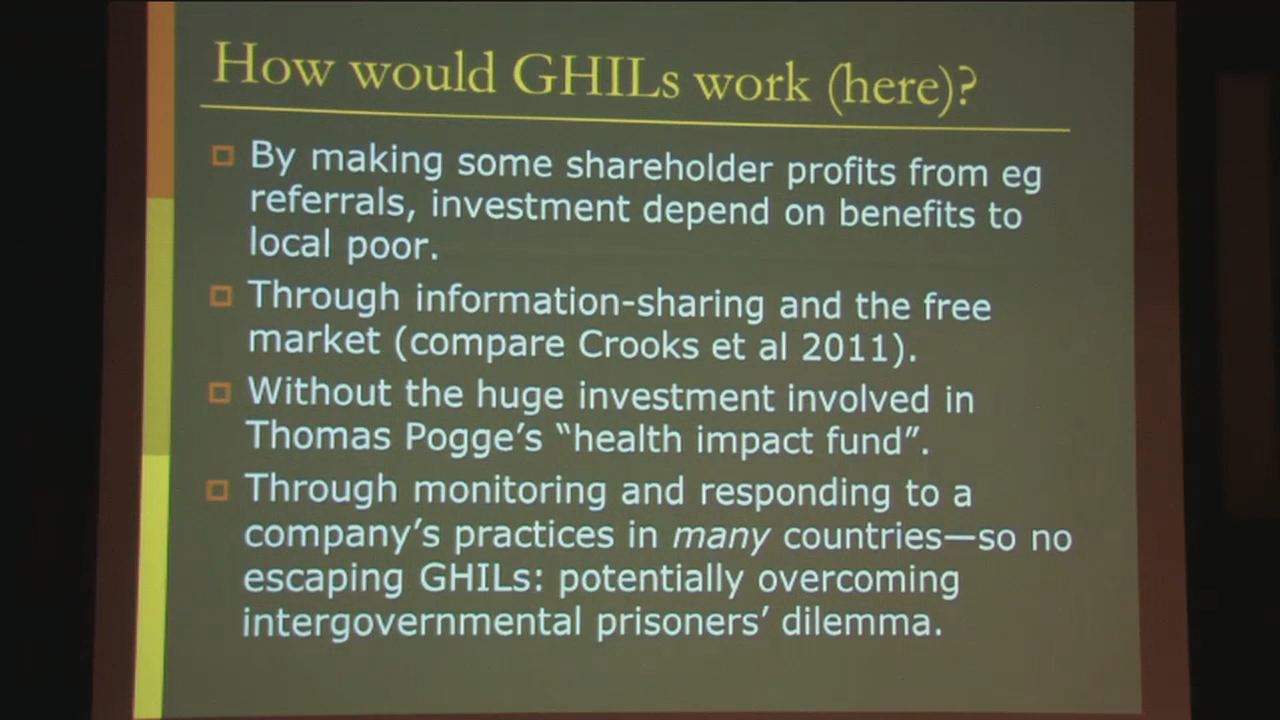 How would GHILs work (here)?
By making some shareholder profits from eg
referrals, investment depend on benefits to
local poor.
Through information-sharing and the free
market (compare Crooks et al 2011).
Without the huge investment involved in
Thomas Pogge's “health impact fund”.
Through monitoring and responding to a
company's practices in many countries—so no
escaping GHILs: potentially overcoming
intergovernmental prisoners' dilemma.